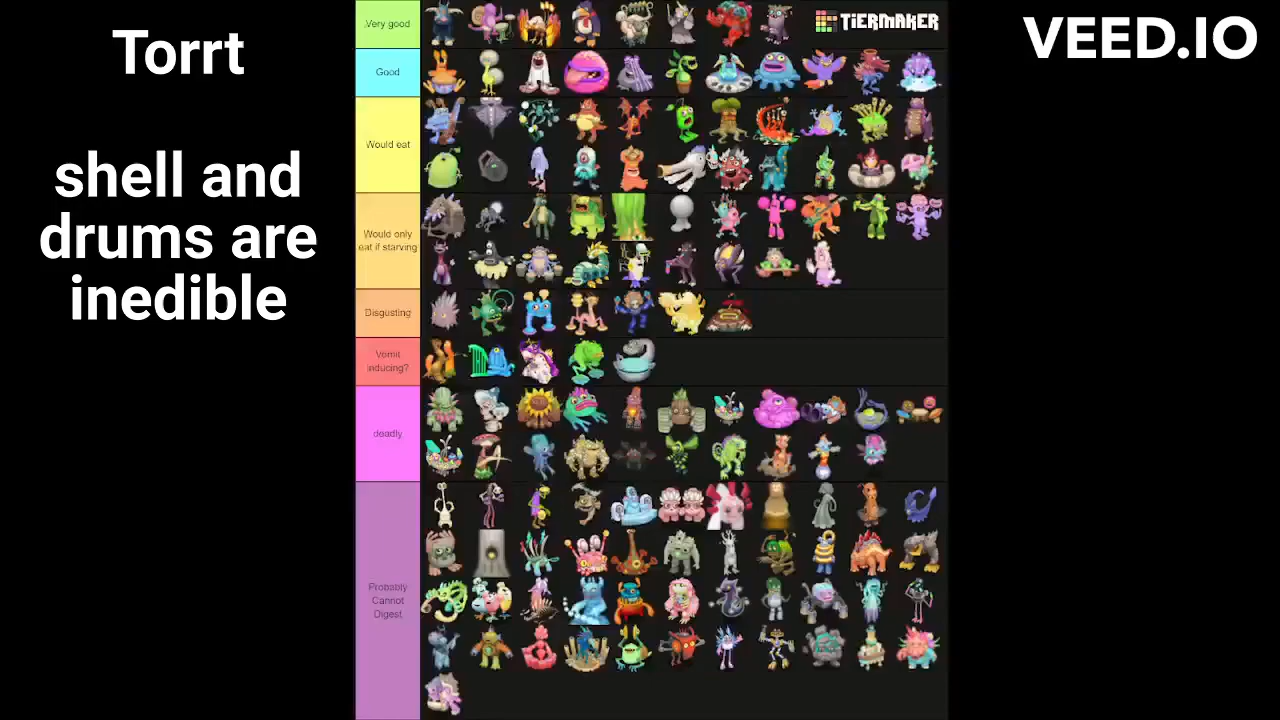 Torrt
shell and
drums are
inedible
Very good
Good
Would eat
Would only
eat if starving
Disgusting
Vemit
inducing?
deadly
Probably
Cannot
Digest
TIERMAKER
VEED.IO